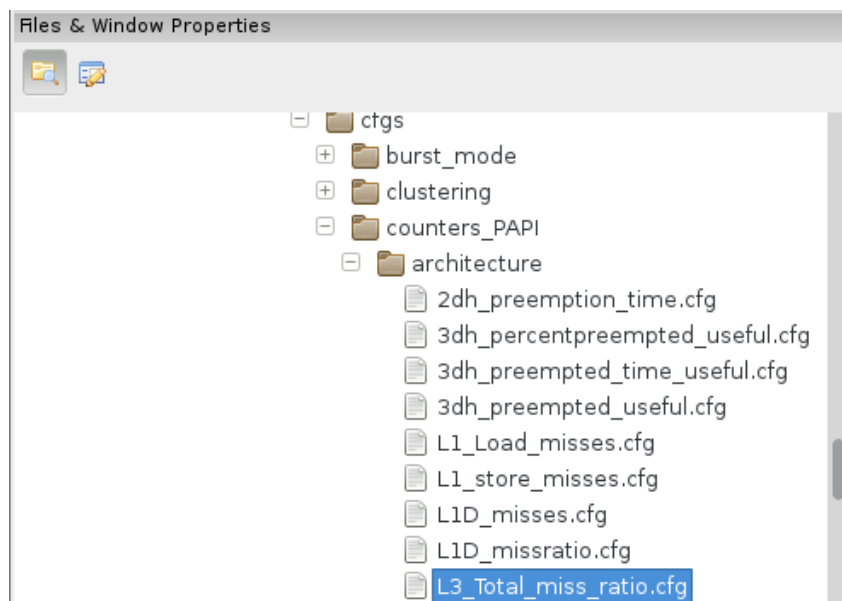 Files & Window Properties
cfgs
burst_mode
clustering
counters_PAPI
architecture
2dh_preemption_time.cfg
3dh_percentpreempted_useful.cfg
3dh_preempted_time_useful.cfg
3dh_preempted_useful.cfg
L1_Load_misses.cfg
L1_store_misses.cfg
L1D_misses.cfg
L1D_missratio.cfg
L3_Total_miss_ratio.cfg